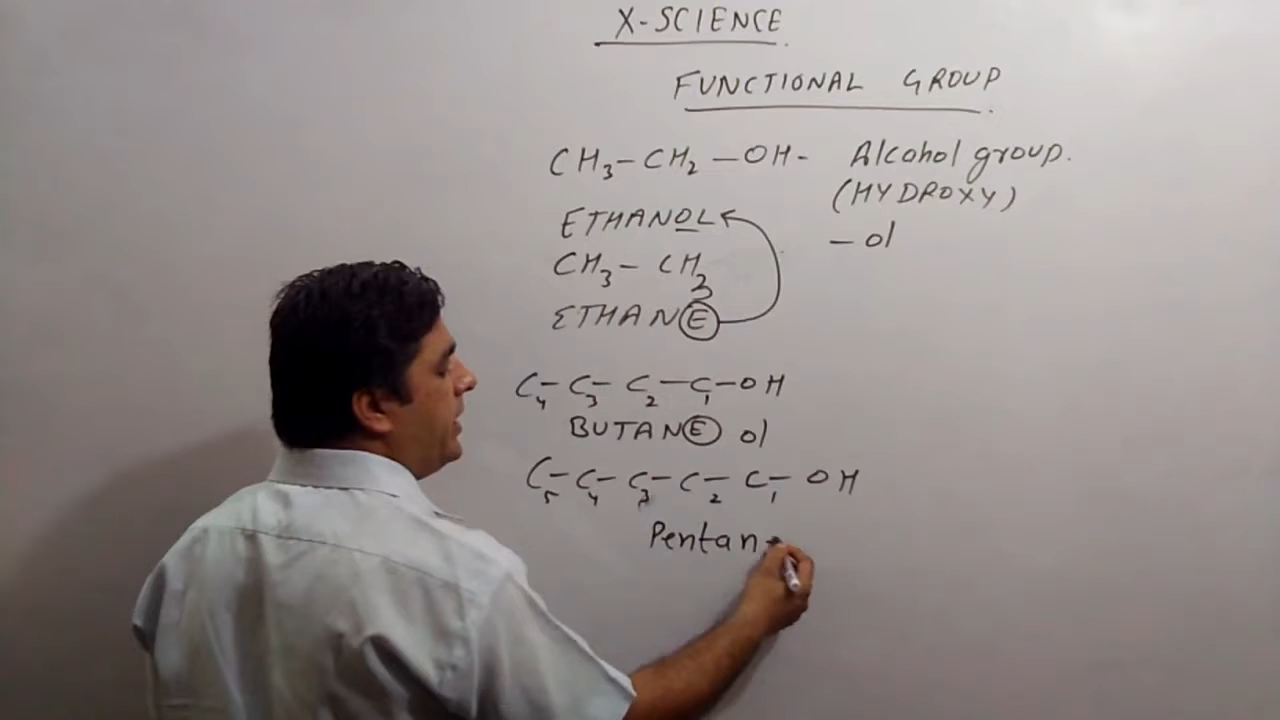 X-SCIENCE
FUNCTIONAL GROUP
CH₃-CH₂-OH- Alcohol group.
(HYDROXY)
ETHANOL
-ol
CH₃- CH₃
ETHANE
C₄- C₃- C₂-C₁-OH
BUTANE ol
C₅- C₄- C₃- C₂- C₁- OH
Pentan